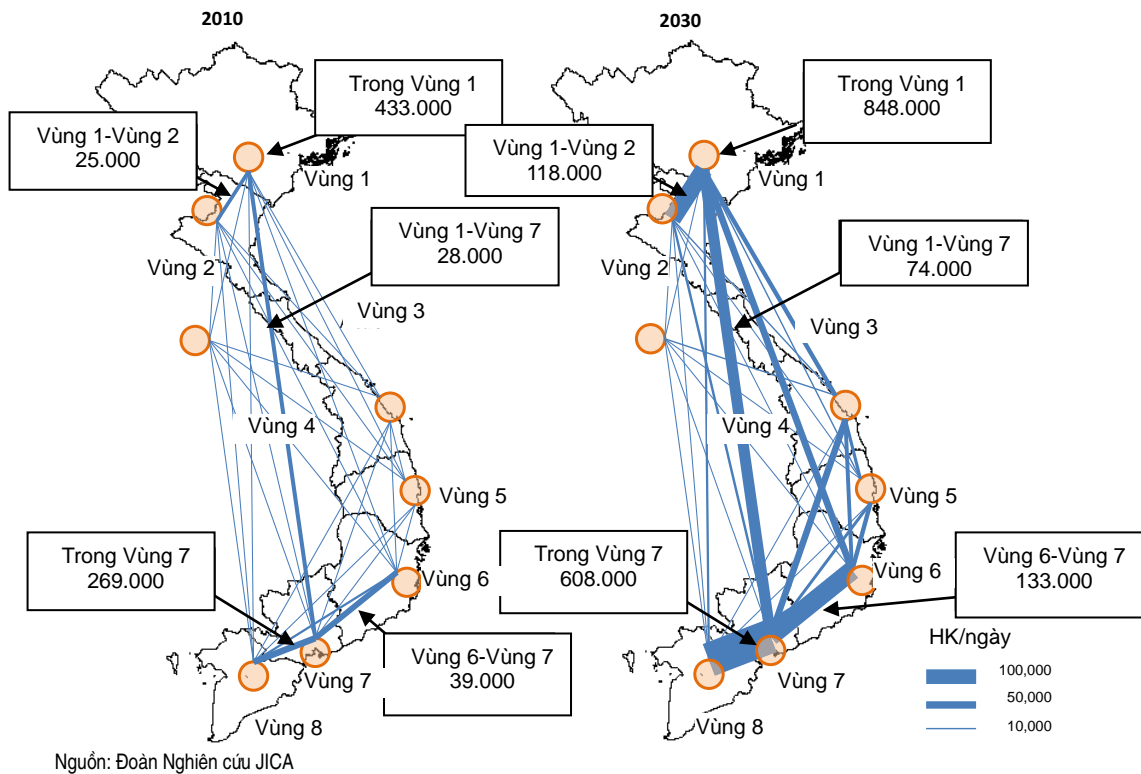 2010
Trong Vùng 1
433.000
Vùng 1-Vùng 2
25.000
Vùng 1
Vùng 1-Vùng 7
28.000
Vùng 2
Vùng 3
Vùng 4
Vùng 5
Trong Vùng 7
269.000
Vùng 6
Vùng 6-Vùng 7
39.000
Vùng 7
Vùng 8
2030
Trong Vùng 1
848.000
Vùng 1-Vùng 2
118.000
Vùng 1
Vùng 1-Vùng 7
74.000
Vùng 2
Vùng 3
Vùng 4
Vùng 5
Trong Vùng 7
608.000
Vùng 6
Vùng 6-Vùng 7
133.000
Vùng 7
Vùng 8
HK/ngày
100,000
50,000
10,000
Nguồn: Đoàn Nghiên cứu JICA